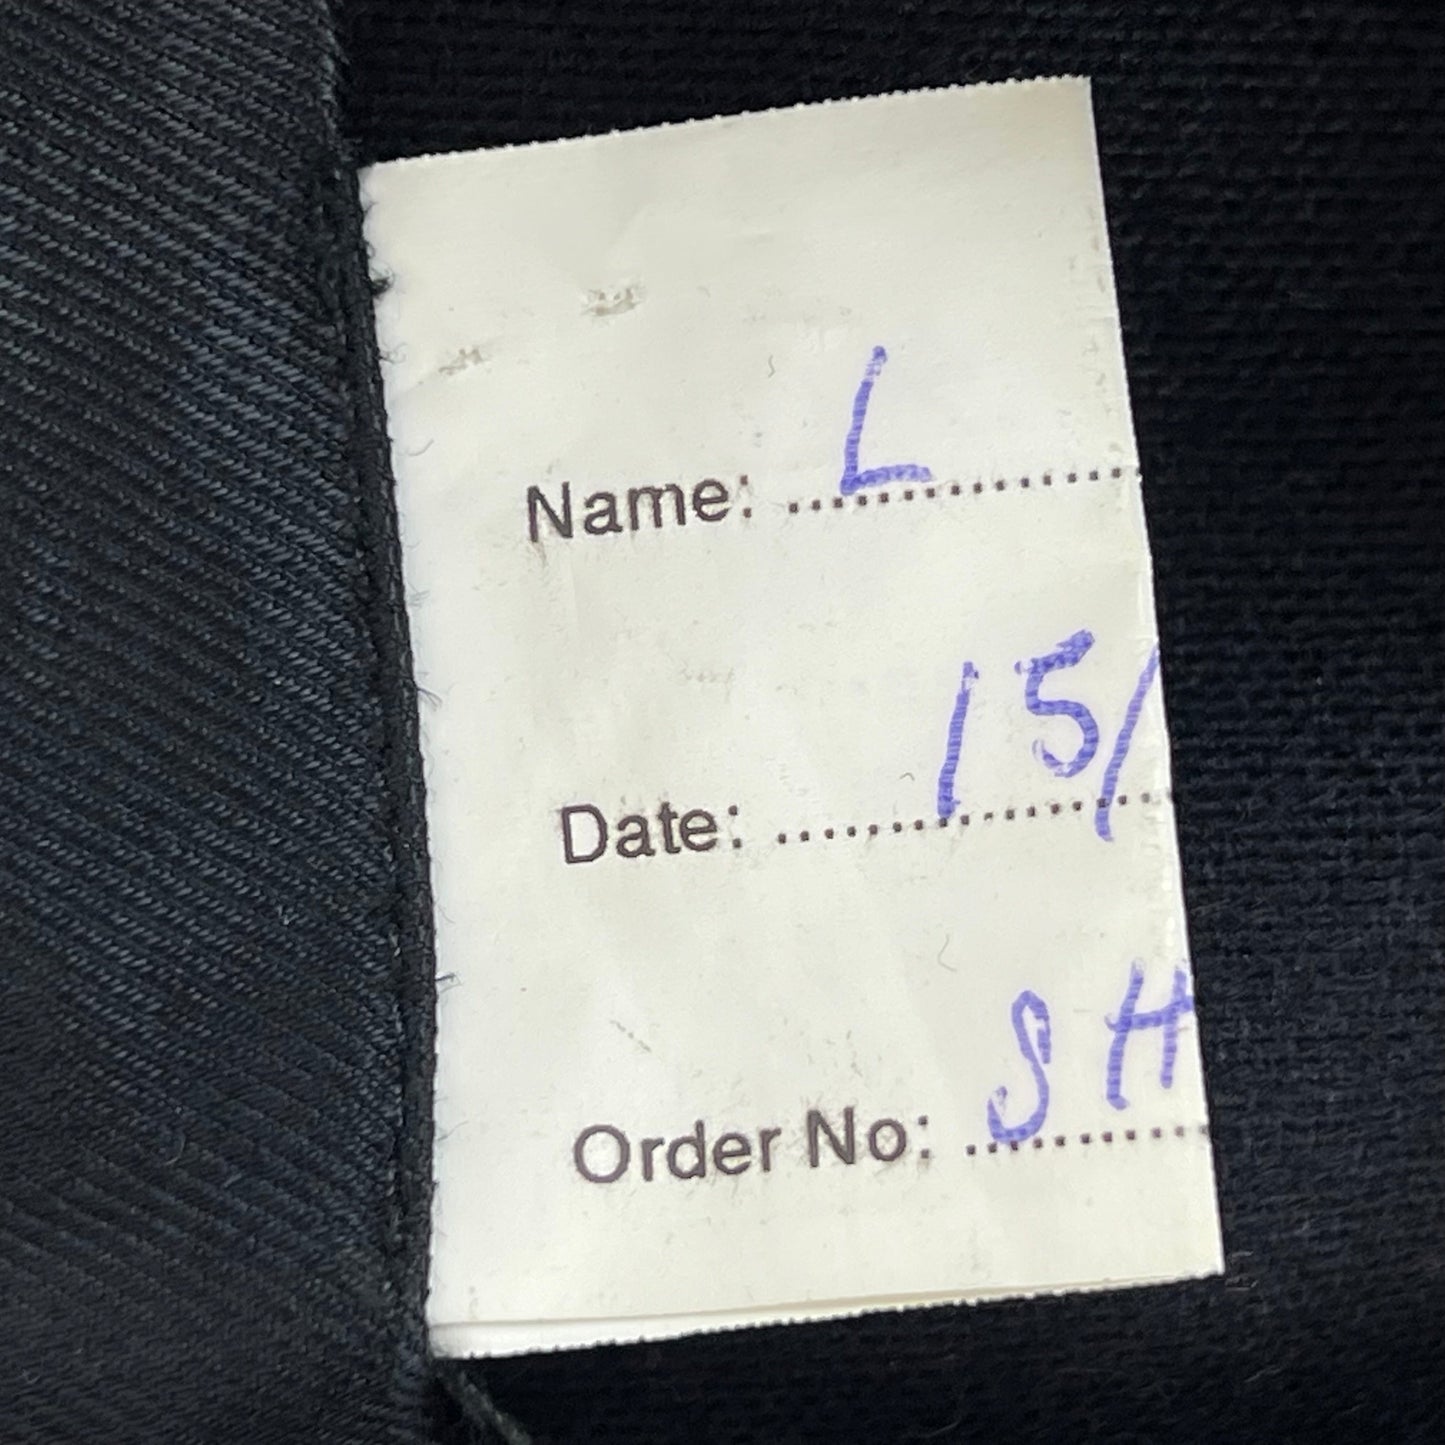 Name: L
Date: 15/
Order No: SH